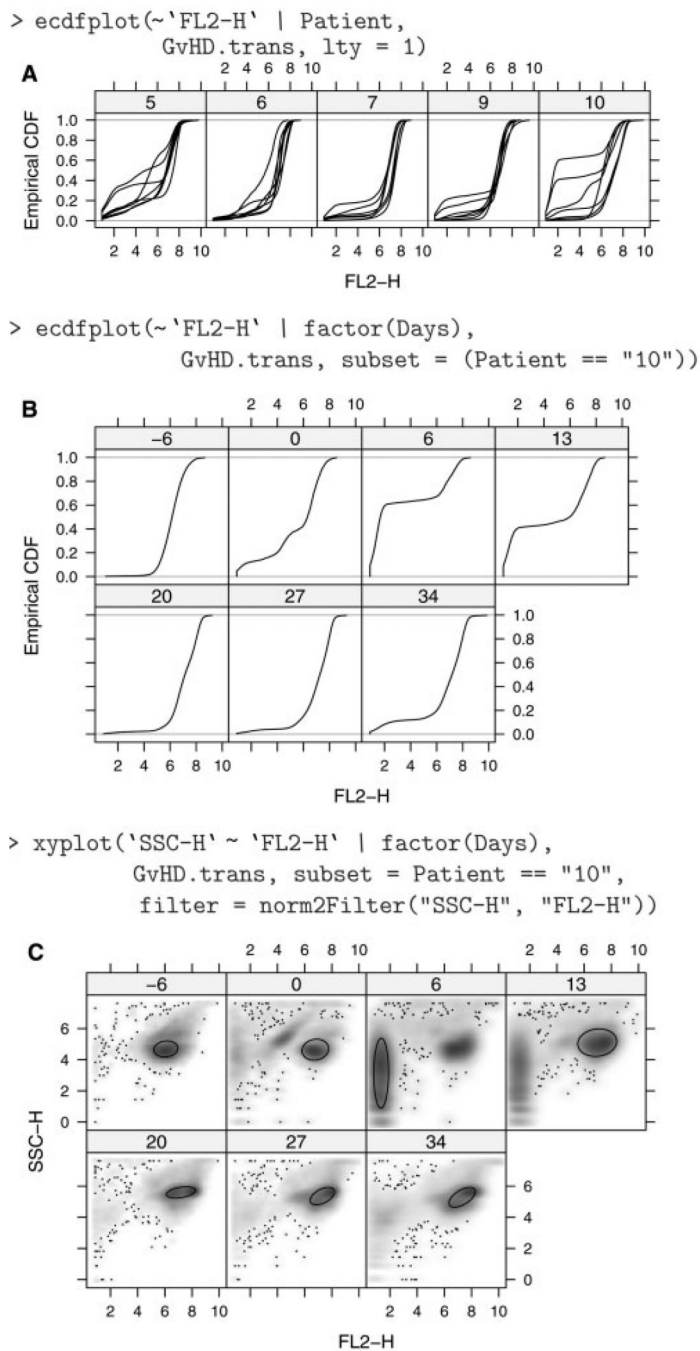 > ecdfplot(~`FL2-H` | Patient,
GvHD.trans, lty = 1)
A
2 4 6 8 10 2 4 6 8 10
5 6 7 9 10
1.0
0.8
0.6
0.4
0.2
0.0
Empirical CDF
2 4 6 8 10 2 4 6 8 10 2 4 6 8 10
FL2-H
> ecdfplot(~`FL2-H` | factor(Days),
GvHD.trans, subset = (Patient == "10"))
B
2 4 6 8 10 2 4 6 8 10
-6 0 6 13
1.0
0.8
0.6
0.4
0.2
0.0
Empirical CDF
20 27 34
1.0
0.8
0.6
0.4
0.2
0.0
2 4 6 8 10 2 4 6 8 10
FL2-H
> xyplot(`SSC-H` ~ `FL2-H` | factor(Days),
GvHD.trans, subset = Patient == "10",
filter = norm2Filter("SSC-H", "FL2-H"))
C
2 4 6 8 10 2 4 6 8 10
-6 0 6 13
6
4
2
0
SSC-H
20 27 34
6
4
2
0
2 4 6 8 10 2 4 6 8 10
FL2-H